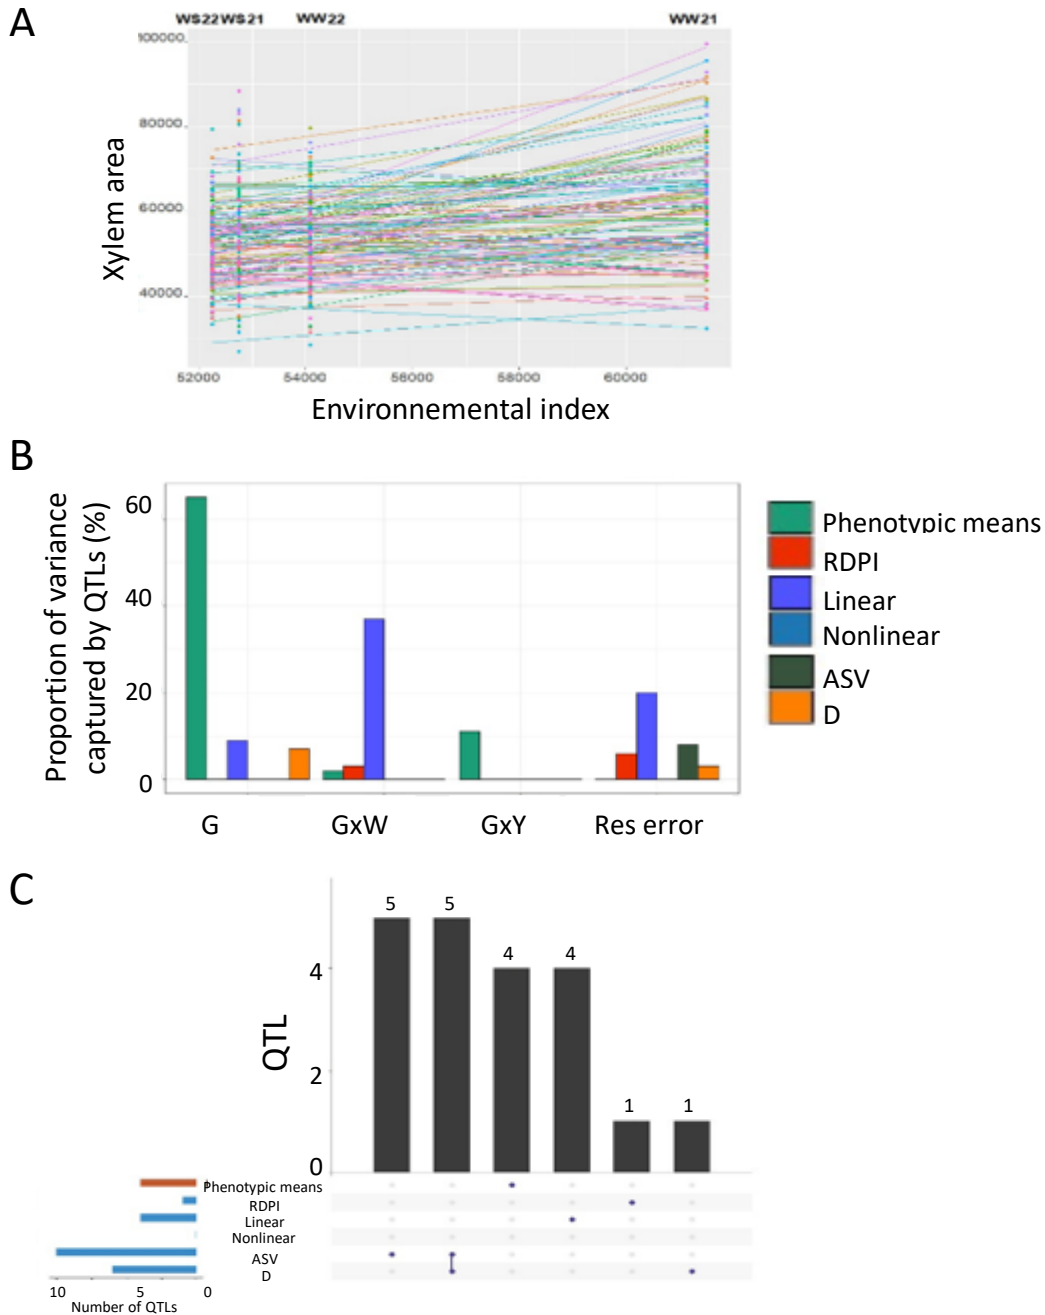 A
WS22WS21 WW22 WW21
100000
80000
60000
40000
Xylem area
52000 54000 56000 58000 60000
Environnemental index
B
Proportion of variance
captured by QTLs (%)
60
40
20
0
G GxW GxY Res error
Phenotypic means
RDPI
Linear
Nonlinear
ASV
D
C
QTL
5 5 4 4 1 1
4
2
0
Phenotypic means
RDPI
Linear
Nonlinear
ASV
D
10 5 0
Number of QTLs